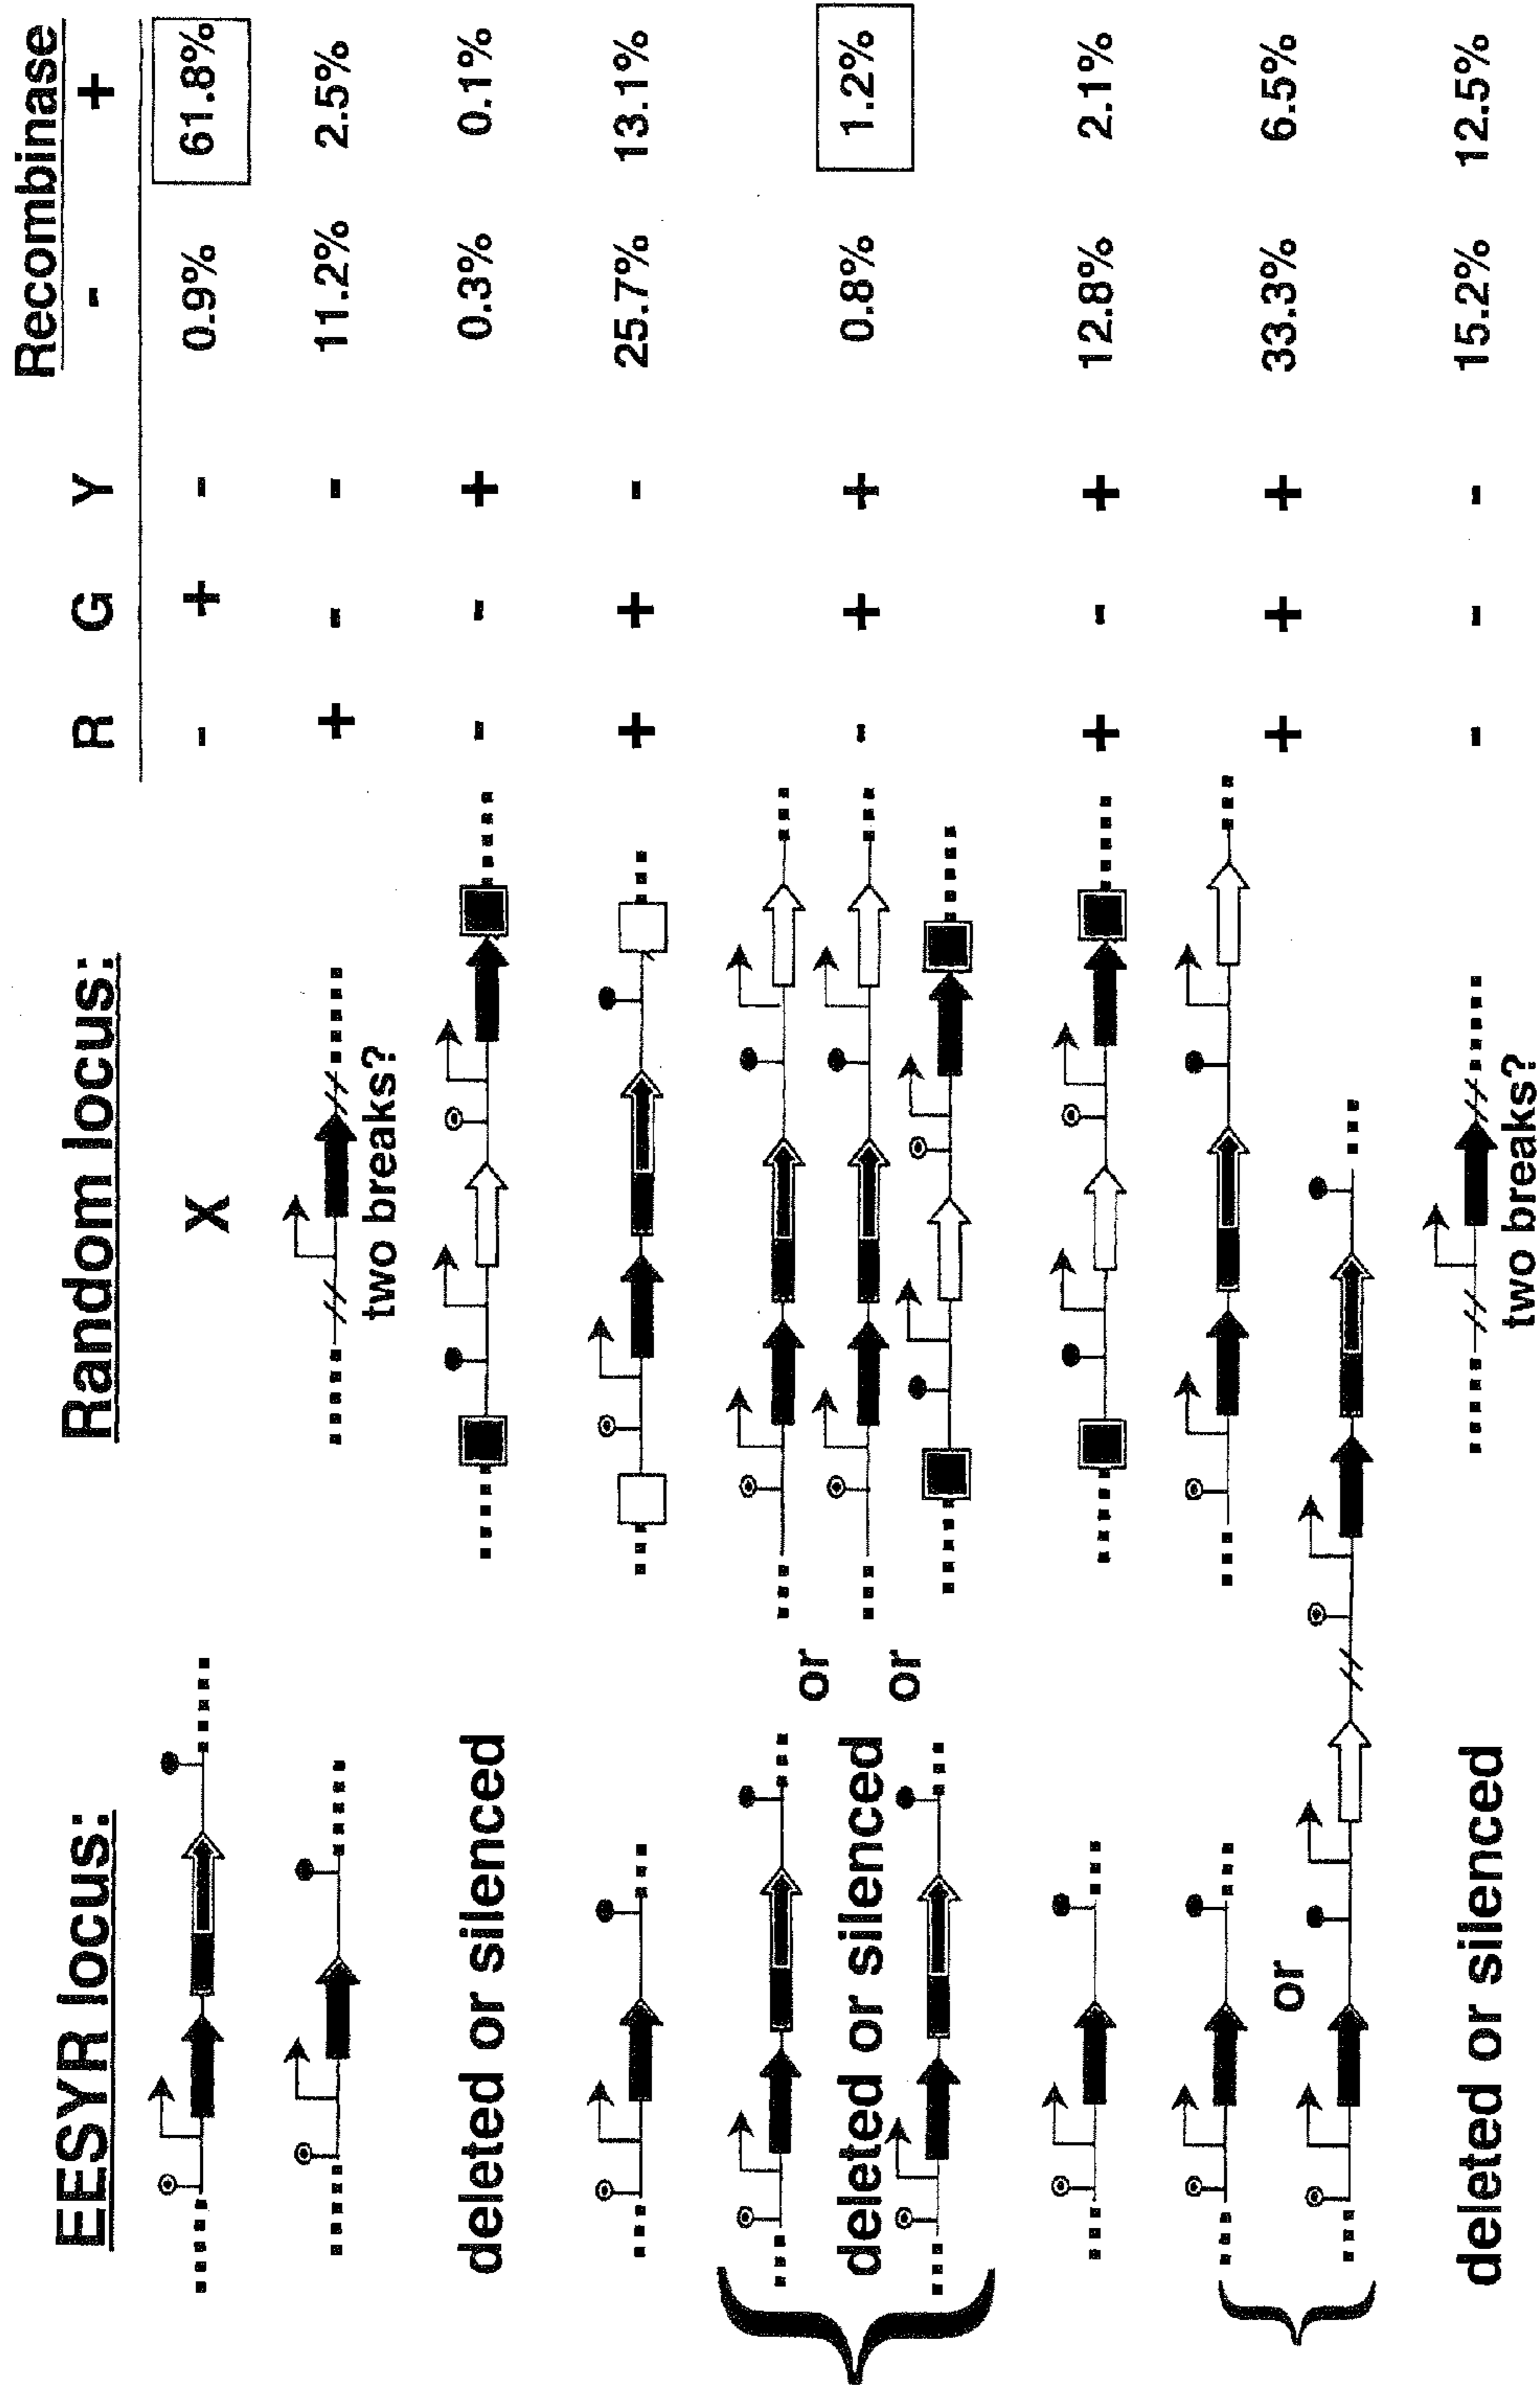 EESYR locus: Random locus: R G Y Recombinase
- +
X - + - 0.9% 61.8%
+ - - 11.2% 2.5%
two breaks?
deleted or silenced - - + 0.3% 0.1%
+ + - 25.7% 13.1%
or
deleted or silenced - + + 0.8% 1.2%
or
+ - + 12.8% 2.1%
or + + + 33.3% 6.5%
deleted or silenced - - - 15.2% 12.5%
two breaks?